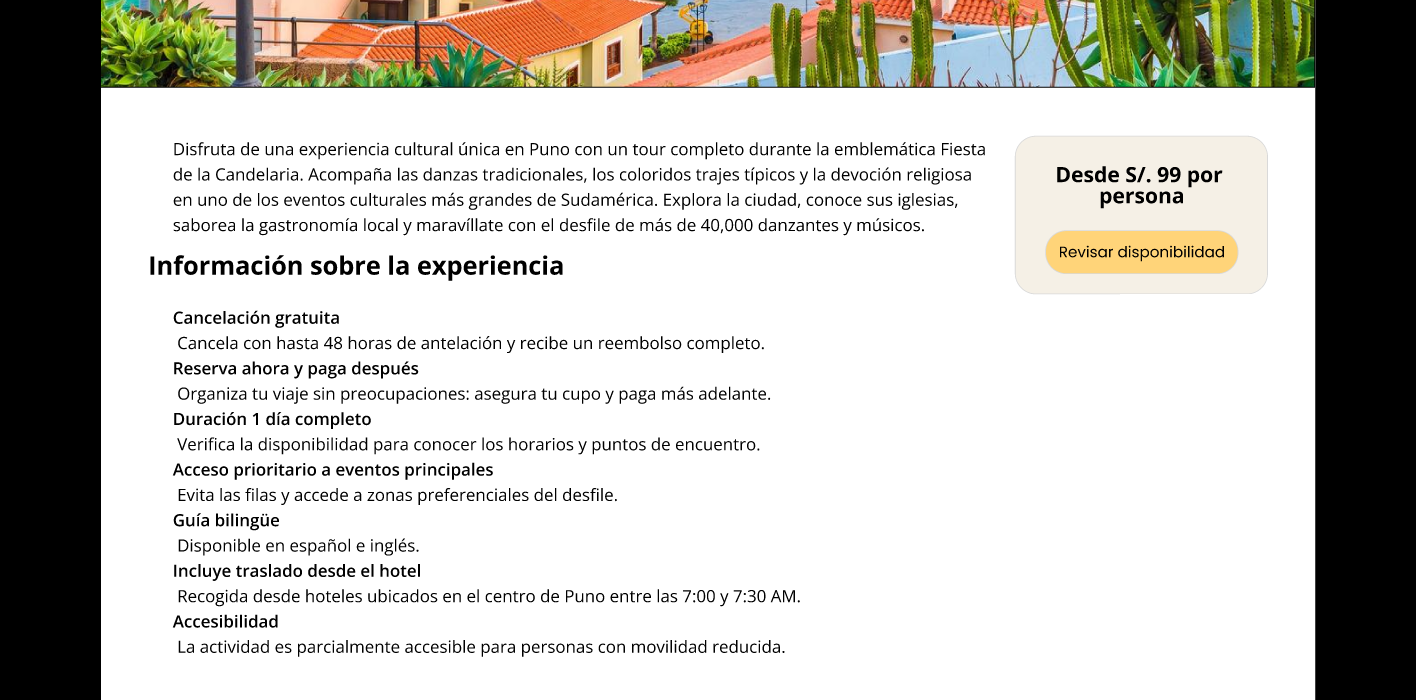 Disfruta de una experiencia cultural única en Puno con un tour completo durante la emblemática Fiesta
de la Candelaria. Acompaña las danzas tradicionales, los coloridos trajes típicos y la devoción religiosa
en uno de los eventos culturales más grandes de Sudamérica. Explora la ciudad, conoce sus iglesias,
saborea la gastronomía local y maravíllate con el desfile de más de 40,000 danzantes y músicos.
Desde S/. 99 por
persona
Revisar disponibilidad
Información sobre la experiencia
Cancelación gratuita
Cancela con hasta 48 horas de antelación y recibe un reembolso completo.
Reserva ahora y paga después
Organiza tu viaje sin preocupaciones: asegura tu cupo y paga más adelante.
Duración 1 día completo
Verifica la disponibilidad para conocer los horarios y puntos de encuentro.
Acceso prioritario a eventos principales
Evita las filas y accede a zonas preferenciales del desfile.
Guía bilingüe
Disponible en español e inglés.
Incluye traslado desde el hotel
Recogida desde hoteles ubicados en el centro de Puno entre las 7:00 y 7:30 AM.
Accesibilidad
La actividad es parcialmente accesible para personas con movilidad reducida.